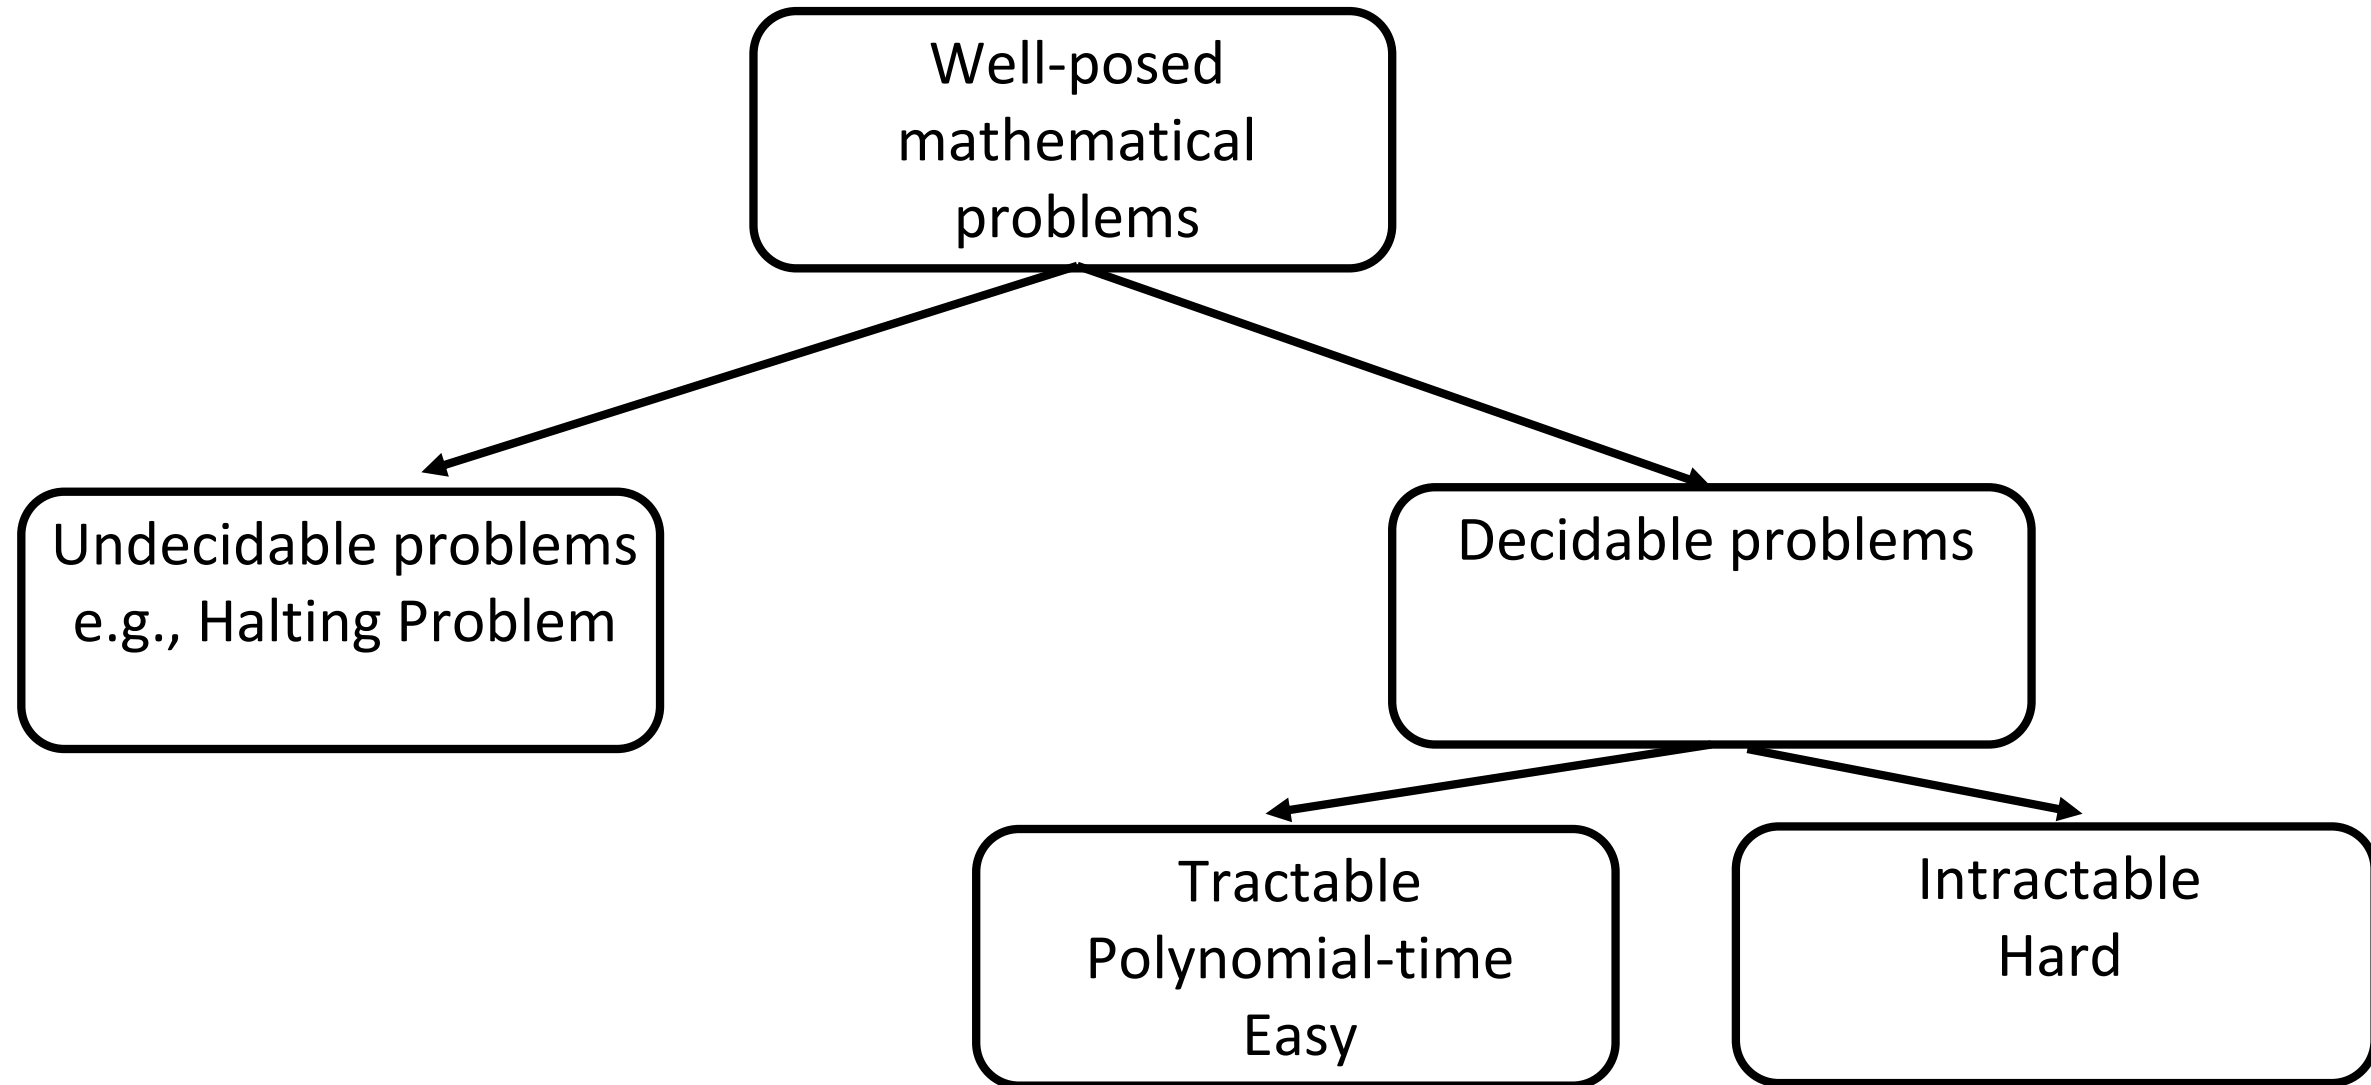 Well-posed
mathematical
problems
Undecidable problems
e.g., Halting Problem
Decidable problems
Tractable
Polynomial-time
Easy
Intractable
Hard